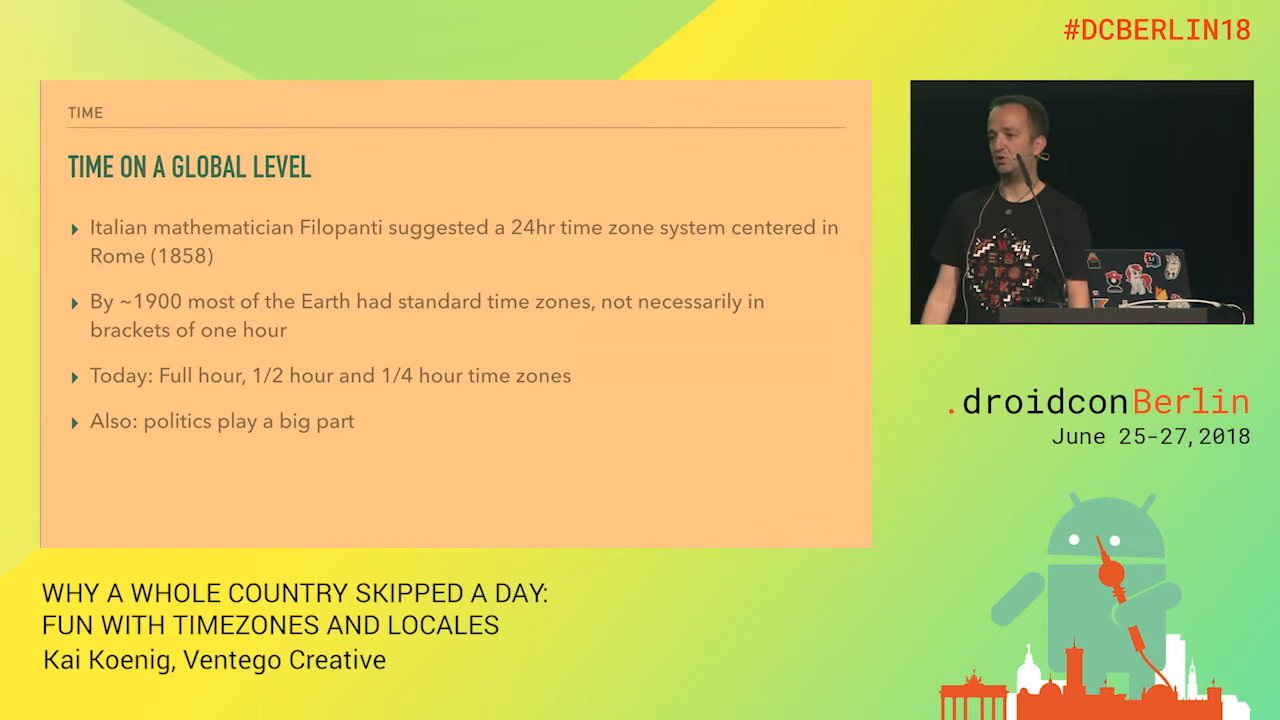 #DCBERLIN18
TIME
TIME ON A GLOBAL LEVEL
Italian mathematician Filopanti suggested a 24hr time zone system centered in
Rome (1858)
By ~1900 most of the Earth had standard time zones, not necessarily in
brackets of one hour
Today: Full hour, 1/2 hour and 1/4 hour time zones
Also: politics play a big part
.droidconBerlin
June 25-27, 2018
WHY A WHOLE COUNTRY SKIPPED A DAY:
FUN WITH TIMEZONES AND LOCALES
Kai Koenig, Ventego Creative